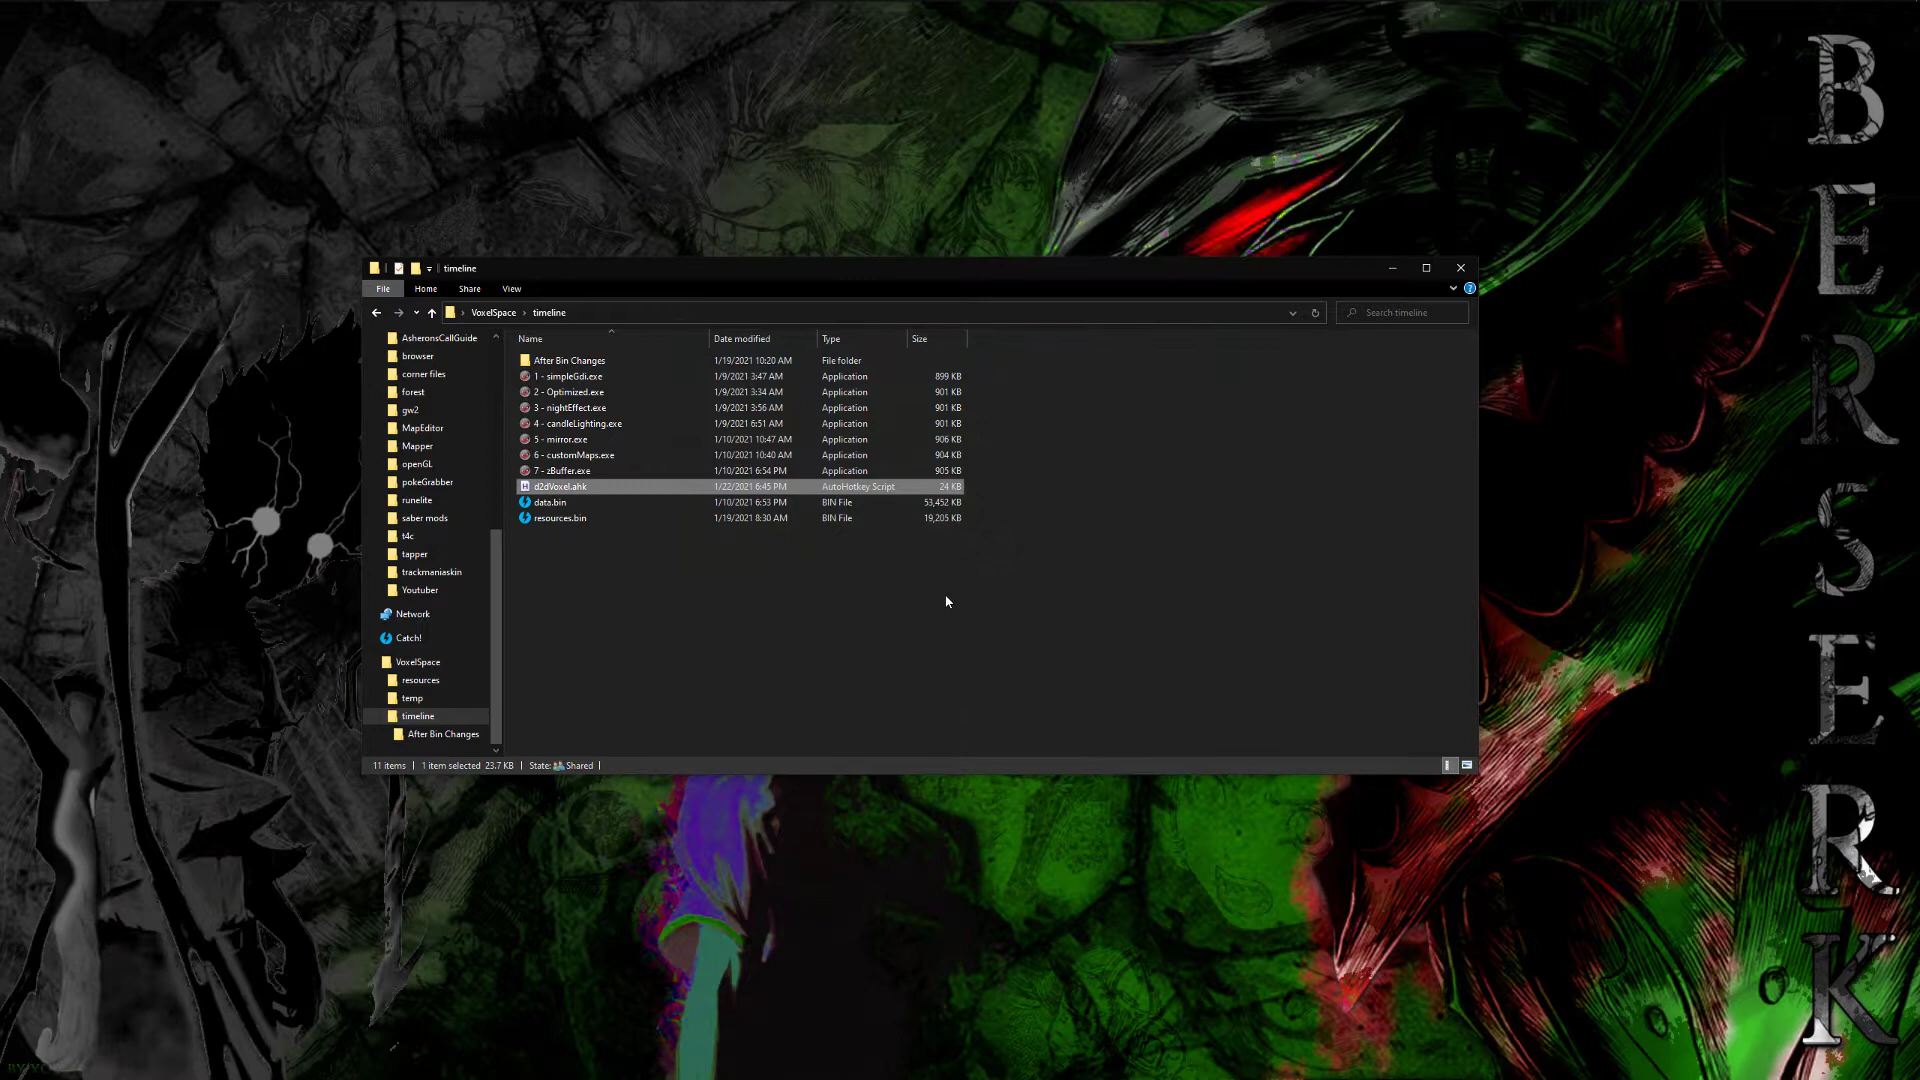 timeline
File Home Share View
VoxelSpace › timeline
Search timeline
AsheronsCallGuide
browser
corner files
forest
gw2
MapEditor
Mapper
openGL
pokeGrabber
runelite
saber mods
t4c
tapper
trackmaniaskin
Youtuber
Network
Catch!
VoxelSpace
resources
temp
timeline
After Bin Changes
Name Date modified Type Size
After Bin Changes 1/19/2021 10:20 AM File folder
1 - simpleGdi.exe 1/9/2021 3:47 AM Application 899 KB
2 - Optimized.exe 1/9/2021 3:34 AM Application 901 KB
3 - nightEffect.exe 1/9/2021 3:56 AM Application 901 KB
4 - candleLighting.exe 1/9/2021 6:51 AM Application 901 KB
5 - mirror.exe 1/10/2021 10:47 AM Application 906 KB
6 - customMaps.exe 1/10/2021 10:40 AM Application 904 KB
7 - zBuffer.exe 1/10/2021 6:54 PM Application 905 KB
d2dVoxel.ahk 1/22/2021 6:45 PM AutoHotkey Script 24 KB
data.bin 1/10/2021 6:53 PM BIN File 53,452 KB
resources.bin 1/19/2021 8:30 AM BIN File 19,205 KB
11 items 1 item selected 23.7 KB State: Shared
BERSERK